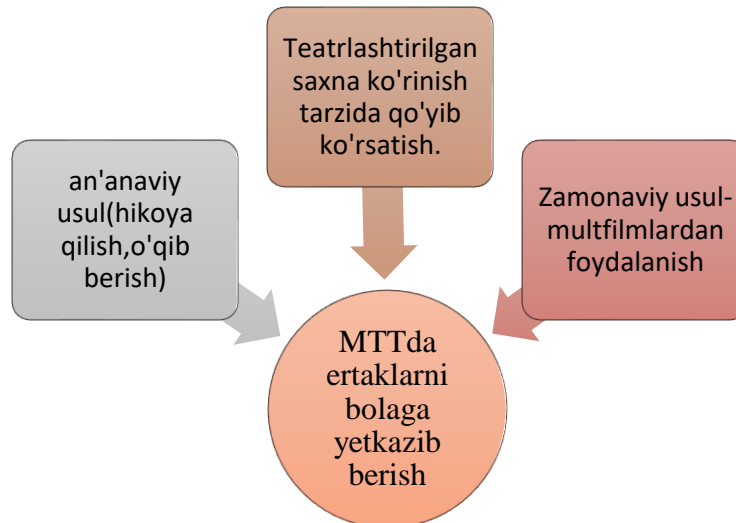 Teatrlashtirilgan
saxna ko'rinish
tarzida qo'yib
ko'rsatish.
an'anaviy
usul(hikoya
qilish,o'qib
berish)
Zamonaviy usul-
multfilmlardan
foydalanish
MTTda
ertaklarni
bolaga
yetkazib
berish